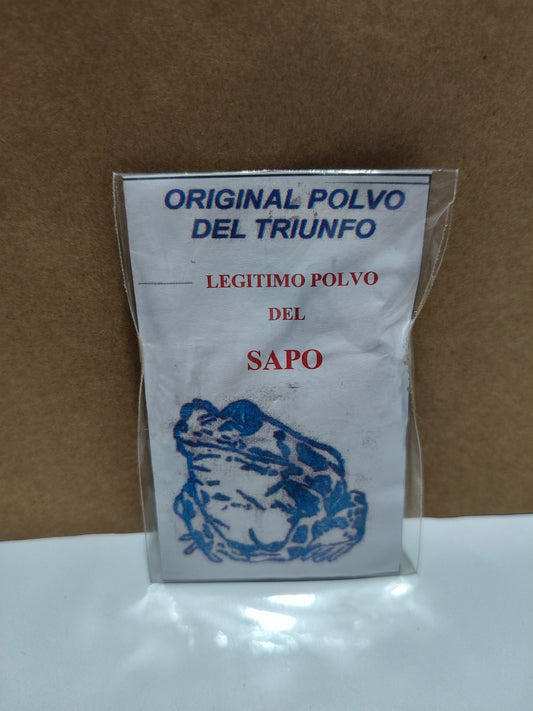 ORIGINAL POLVO
DEL TRIUNFO
LEGITIMO POLVO
DEL
SAPO